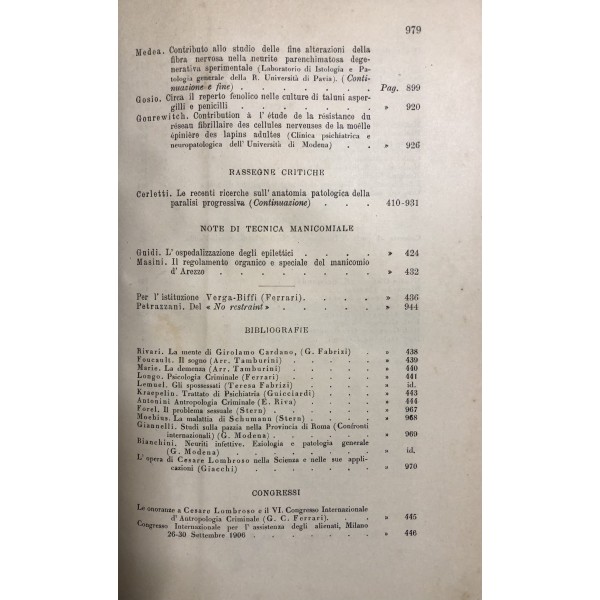 979
Medea. Contributo allo studio delle fine alterazioni della
fibra nervosa nella neurite parenchimatosa dege-
nerativa sperimentale (Laboratorio di Istologia e Pa-
tologia generale della R. Università di Pavia). (Conti-
nuazione e fine) . . . . . . . Pag. 899
Gosio. Circa il reperto fenolico nelle culture di taluni asper-
gilli e penicilli . . . . . . . » 920
Gourewitch. Contribution à l'étude de la résistance du
réseau fibrillaire des cellules nerveuses de la moëlle
épinière des lapins adultes (Clinica psichiatrica e
neuropatologica dell'Università di Modena) . . . » 926
RASSEGNE CRITICHE
Cerletti. Le recenti ricerche sull'anatomia patologica della
paralisi progressiva (Continuazione) . . . 410-931
NOTE DI TECNICA MANICOMIALE
Guidi. L'ospedalizzazione degli epilettici . . . » 424
Masini. Il regolamento organico e speciale del manicomio
d'Arezzo . . . . . . . » 432
Per l'istituzione Verga-Biffi (Ferrari). . . . . » 436
Petrazzani. Del « No restraint » . . . . . » 944
BIBLIOGRAFIE
Rivari. La mente di Girolamo Cardano, (G. Fabrizi) . . » 438
Foucault. Il sogno (Arr. Tamburini) . . . . » 439
Marie. La demenza (Arr. Tamburini) . . . . » 440
Longo. Psicologia Criminale (Ferrari) . . . . » 441
Lemuel. Gli spossessati (Teresa Fabrizi) . . . . » id.
Kraepelin. Trattato di Psichiatria (Guicciardi) . . . » 443
Antonini Antropologia Criminale (E. Riva) . . . » 444
Forel. Il problema sessuale (Stern) . . . . » 967
Moebius. La malattia di Schumann (Stern) . . . » 968
Giannelli. Studi sulla pazzia nella Provincia di Roma (Confronti
internazionali) (G. Modena) . . . . . » 969
Bianchini. Neuriti infettive. Eziologia e patologia generale
(G. Modena) . . . . . . . » id.
L'opera di Cesare Lombroso nella Scienza e nelle sue appli-
cazioni (Giacchi) . . . . . . » 970
CONGRESSI
Le onoranze a Cesare Lombroso e il VI. Congresso Internazionale
d'Antropologia Criminale (G. C. Ferrari). . . . » 445
Congresso Internazionale per l'assistenza degli alienati, Milano
26-30 Settembre 1906 . . . . . . » 446